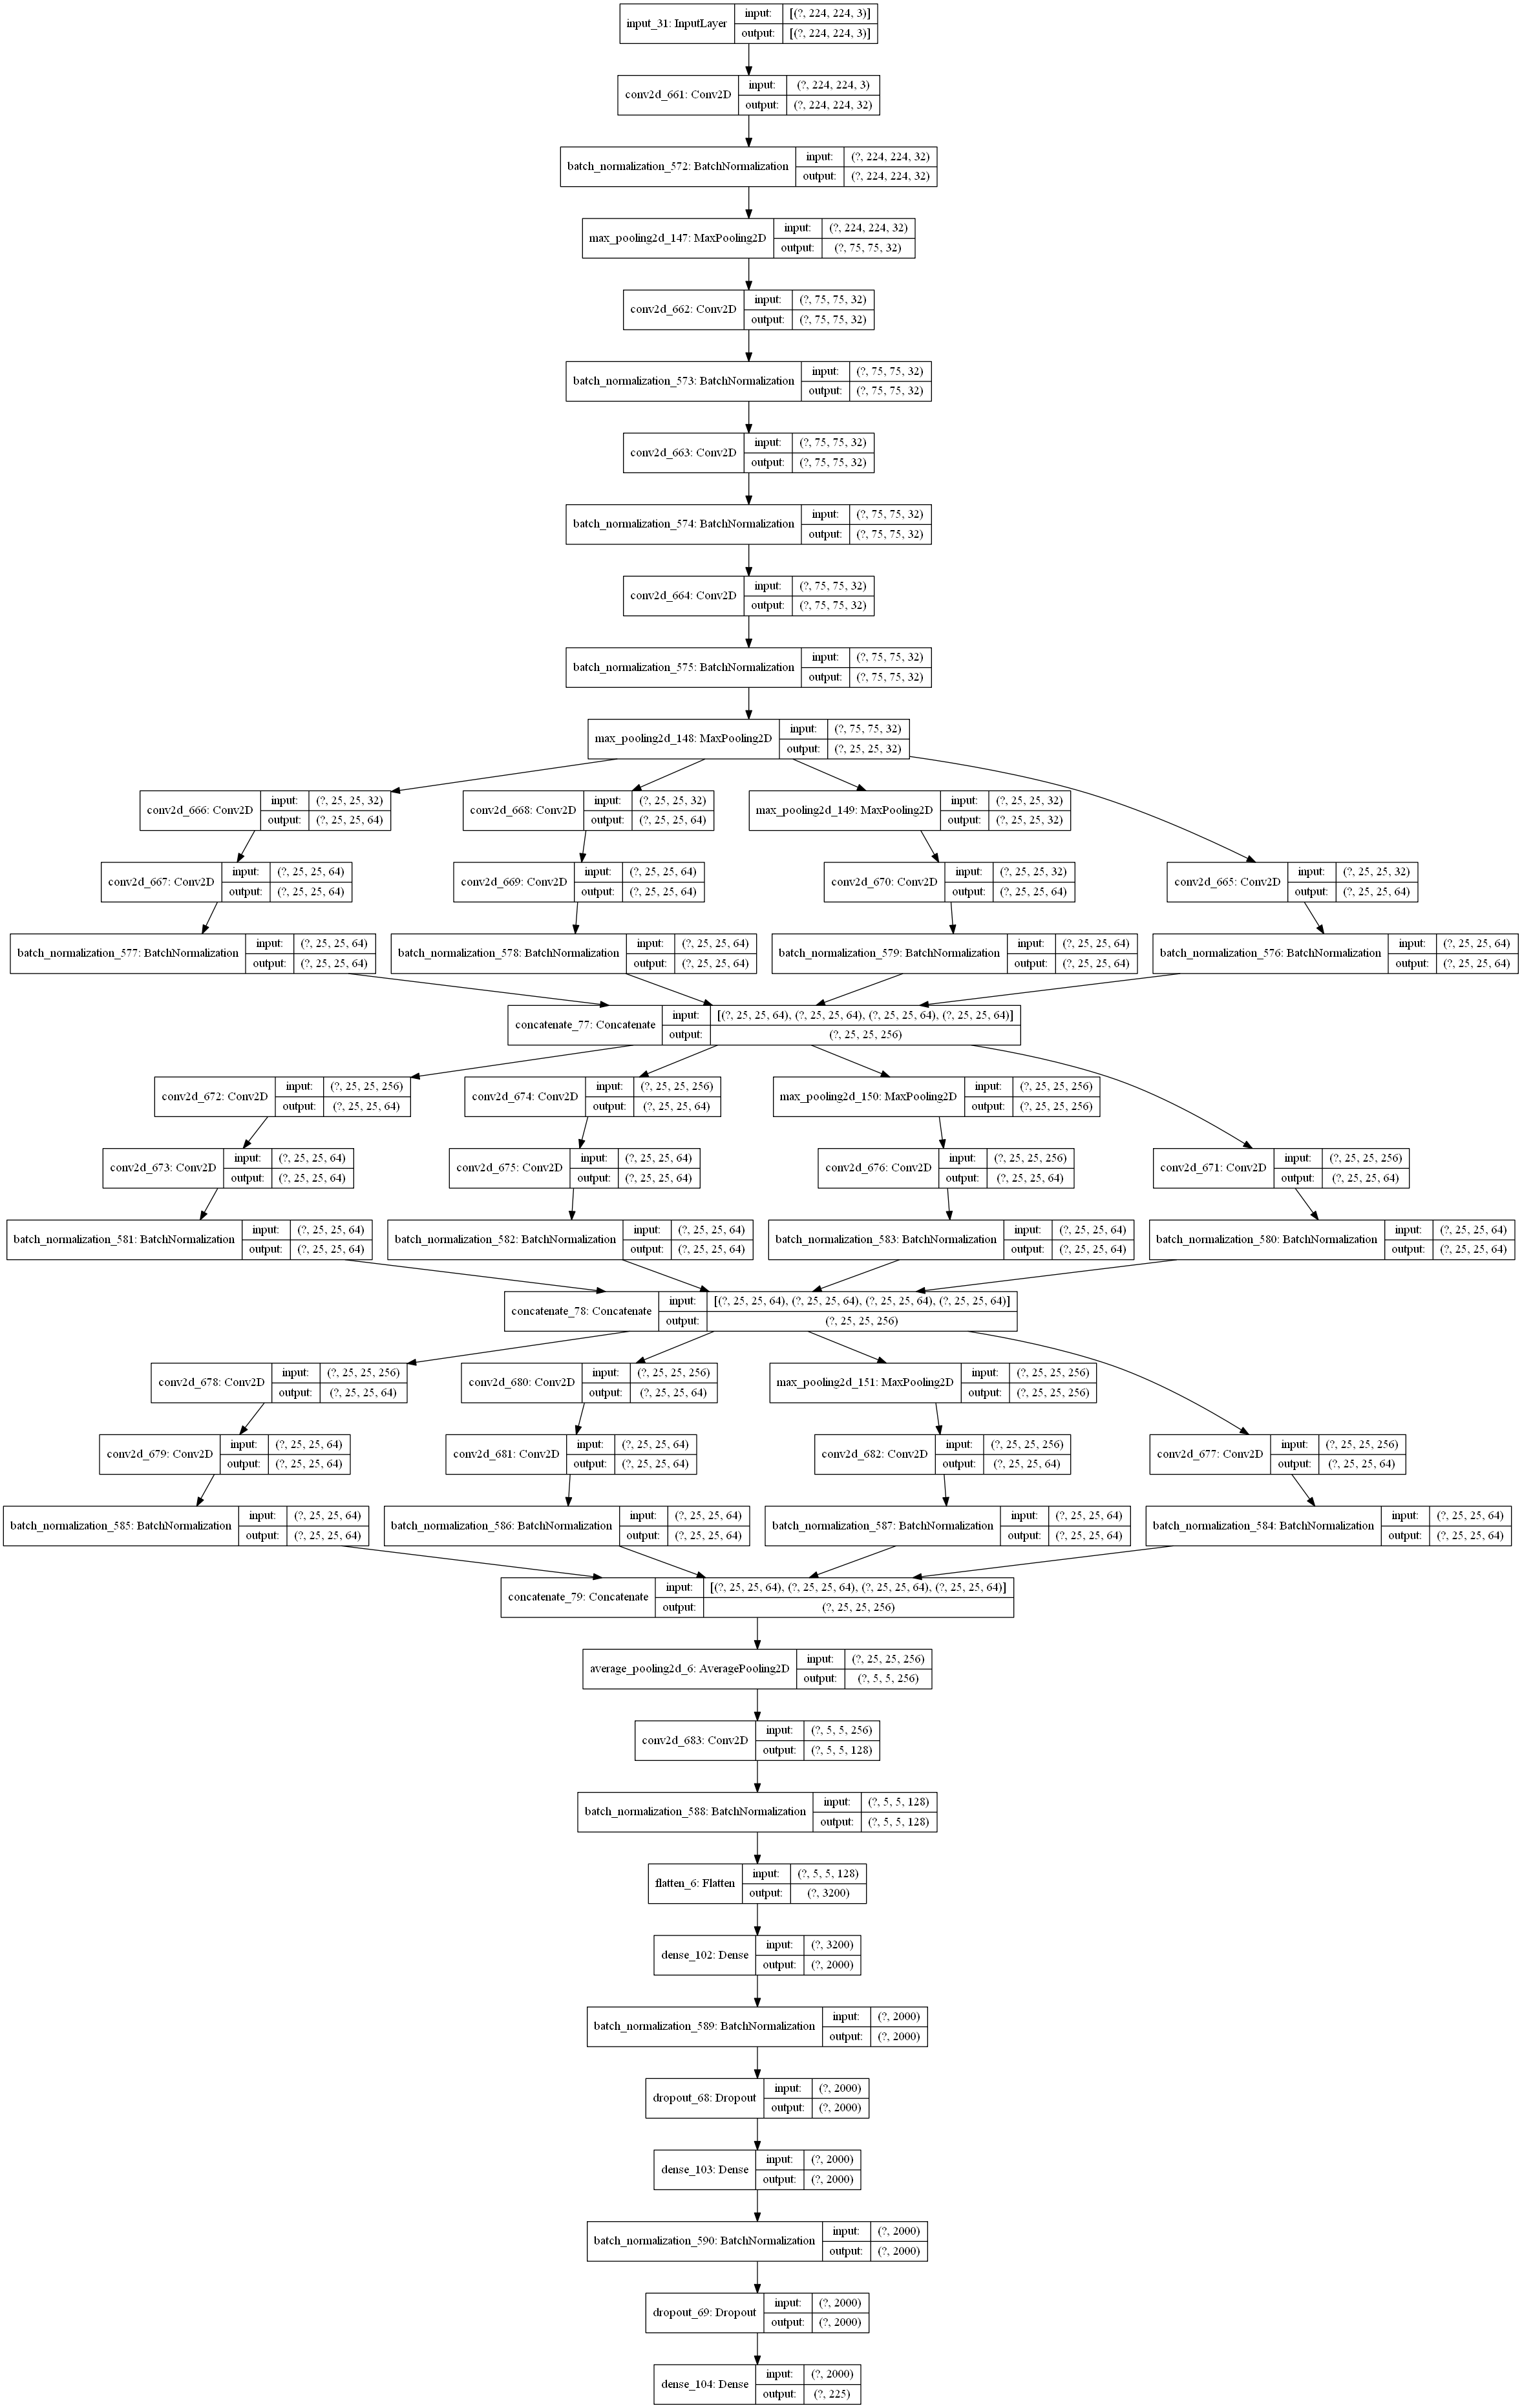 input_31: InputLayer
input: [(?, 224, 224, 3)]
output: [(?, 224, 224, 3)]
conv2d_661: Conv2D
input: (?, 224, 224, 3)
output: (?, 224, 224, 32)
batch_normalization_572: BatchNormalization
input: (?, 224, 224, 32)
output: (?, 224, 224, 32)
max_pooling2d_147: MaxPooling2D
input: (?, 224, 224, 32)
output: (?, 75, 75, 32)
conv2d_662: Conv2D
input: (?, 75, 75, 32)
output: (?, 75, 75, 32)
batch_normalization_573: BatchNormalization
input: (?, 75, 75, 32)
output: (?, 75, 75, 32)
conv2d_663: Conv2D
input: (?, 75, 75, 32)
output: (?, 75, 75, 32)
batch_normalization_574: BatchNormalization
input: (?, 75, 75, 32)
output: (?, 75, 75, 32)
conv2d_664: Conv2D
input: (?, 75, 75, 32)
output: (?, 75, 75, 32)
batch_normalization_575: BatchNormalization
input: (?, 75, 75, 32)
output: (?, 75, 75, 32)
max_pooling2d_148: MaxPooling2D
input: (?, 75, 75, 32)
output: (?, 25, 25, 32)
conv2d_666: Conv2D
input: (?, 25, 25, 32)
output: (?, 25, 25, 64)
conv2d_668: Conv2D
input: (?, 25, 25, 32)
output: (?, 25, 25, 64)
max_pooling2d_149: MaxPooling2D
input: (?, 25, 25, 32)
output: (?, 25, 25, 32)
conv2d_667: Conv2D
input: (?, 25, 25, 64)
output: (?, 25, 25, 64)
conv2d_669: Conv2D
input: (?, 25, 25, 64)
output: (?, 25, 25, 64)
conv2d_670: Conv2D
input: (?, 25, 25, 32)
output: (?, 25, 25, 64)
conv2d_665: Conv2D
input: (?, 25, 25, 32)
output: (?, 25, 25, 64)
batch_normalization_577: BatchNormalization
input: (?, 25, 25, 64)
output: (?, 25, 25, 64)
batch_normalization_578: BatchNormalization
input: (?, 25, 25, 64)
output: (?, 25, 25, 64)
batch_normalization_579: BatchNormalization
input: (?, 25, 25, 64)
output: (?, 25, 25, 64)
batch_normalization_576: BatchNormalization
input: (?, 25, 25, 64)
output: (?, 25, 25, 64)
concatenate_77: Concatenate
input: [(?, 25, 25, 64), (?, 25, 25, 64), (?, 25, 25, 64), (?, 25, 25, 64)]
output: (?, 25, 25, 256)
conv2d_672: Conv2D
input: (?, 25, 25, 256)
output: (?, 25, 25, 64)
conv2d_674: Conv2D
input: (?, 25, 25, 256)
output: (?, 25, 25, 64)
max_pooling2d_150: MaxPooling2D
input: (?, 25, 25, 256)
output: (?, 25, 25, 256)
conv2d_673: Conv2D
input: (?, 25, 25, 64)
output: (?, 25, 25, 64)
conv2d_675: Conv2D
input: (?, 25, 25, 64)
output: (?, 25, 25, 64)
conv2d_676: Conv2D
input: (?, 25, 25, 256)
output: (?, 25, 25, 64)
conv2d_671: Conv2D
input: (?, 25, 25, 256)
output: (?, 25, 25, 64)
batch_normalization_581: BatchNormalization
input: (?, 25, 25, 64)
output: (?, 25, 25, 64)
batch_normalization_582: BatchNormalization
input: (?, 25, 25, 64)
output: (?, 25, 25, 64)
batch_normalization_583: BatchNormalization
input: (?, 25, 25, 64)
output: (?, 25, 25, 64)
batch_normalization_580: BatchNormalization
input: (?, 25, 25, 64)
output: (?, 25, 25, 64)
concatenate_78: Concatenate
input: [(?, 25, 25, 64), (?, 25, 25, 64), (?, 25, 25, 64), (?, 25, 25, 64)]
output: (?, 25, 25, 256)
conv2d_678: Conv2D
input: (?, 25, 25, 256)
output: (?, 25, 25, 64)
conv2d_680: Conv2D
input: (?, 25, 25, 256)
output: (?, 25, 25, 64)
max_pooling2d_151: MaxPooling2D
input: (?, 25, 25, 256)
output: (?, 25, 25, 256)
conv2d_679: Conv2D
input: (?, 25, 25, 64)
output: (?, 25, 25, 64)
conv2d_681: Conv2D
input: (?, 25, 25, 64)
output: (?, 25, 25, 64)
conv2d_682: Conv2D
input: (?, 25, 25, 256)
output: (?, 25, 25, 64)
conv2d_677: Conv2D
input: (?, 25, 25, 256)
output: (?, 25, 25, 64)
batch_normalization_585: BatchNormalization
input: (?, 25, 25, 64)
output: (?, 25, 25, 64)
batch_normalization_586: BatchNormalization
input: (?, 25, 25, 64)
output: (?, 25, 25, 64)
batch_normalization_587: BatchNormalization
input: (?, 25, 25, 64)
output: (?, 25, 25, 64)
batch_normalization_584: BatchNormalization
input: (?, 25, 25, 64)
output: (?, 25, 25, 64)
concatenate_79: Concatenate
input: [(?, 25, 25, 64), (?, 25, 25, 64), (?, 25, 25, 64), (?, 25, 25, 64)]
output: (?, 25, 25, 256)
average_pooling2d_6: AveragePooling2D
input: (?, 25, 25, 256)
output: (?, 5, 5, 256)
conv2d_683: Conv2D
input: (?, 5, 5, 256)
output: (?, 5, 5, 128)
batch_normalization_588: BatchNormalization
input: (?, 5, 5, 128)
output: (?, 5, 5, 128)
flatten_6: Flatten
input: (?, 5, 5, 128)
output: (?, 3200)
dense_102: Dense
input: (?, 3200)
output: (?, 2000)
batch_normalization_589: BatchNormalization
input: (?, 2000)
output: (?, 2000)
dropout_68: Dropout
input: (?, 2000)
output: (?, 2000)
dense_103: Dense
input: (?, 2000)
output: (?, 2000)
batch_normalization_590: BatchNormalization
input: (?, 2000)
output: (?, 2000)
dropout_69: Dropout
input: (?, 2000)
output: (?, 2000)
dense_104: Dense
input: (?, 2000)
output: (?, 225)